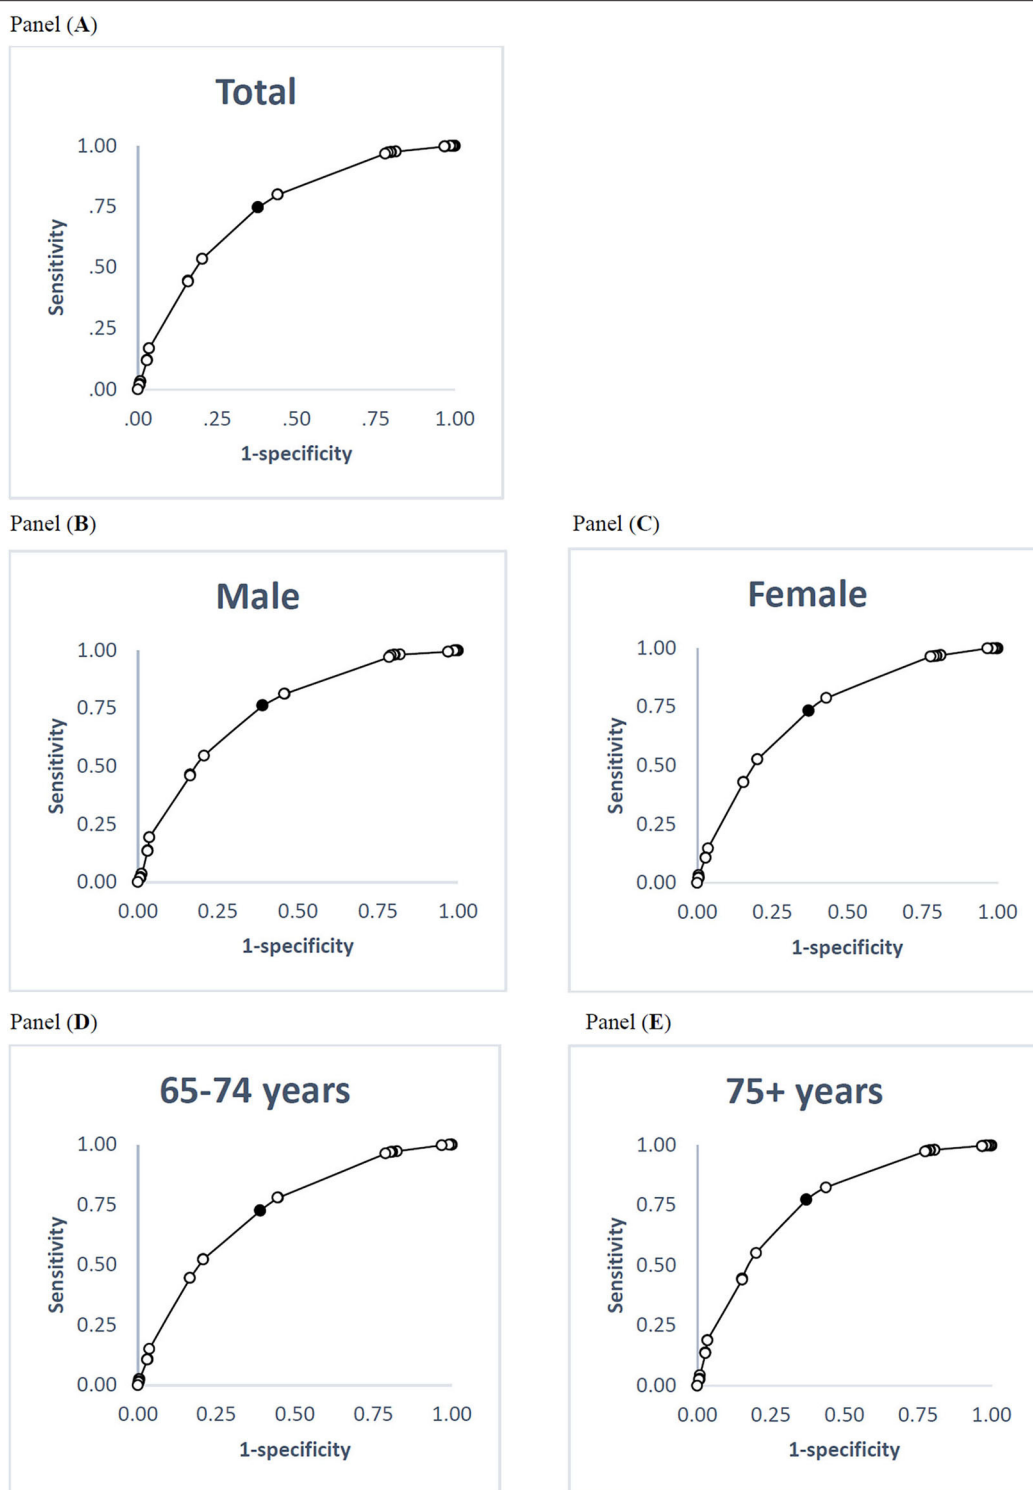 Panel (A)
Total
1.00
.75
.50
.25
.00
Sensitivity
.00 .25 .50 .75 1.00
1-specificity
Panel (B)
Male
1.00
0.75
0.50
0.25
0.00
Sensitivity
0.00 0.25 0.50 0.75 1.00
1-specificity
Panel (C)
Female
1.00
0.75
0.50
0.25
0.00
Sensitivity
0.00 0.25 0.50 0.75 1.00
1-specificity
Panel (D)
65-74 years
1.00
0.75
0.50
0.25
0.00
Sensitivity
0.00 0.25 0.50 0.75 1.00
1-specificity
Panel (E)
75+ years
1.00
0.75
0.50
0.25
0.00
Sensitivity
0.00 0.25 0.50 0.75 1.00
1-specificity